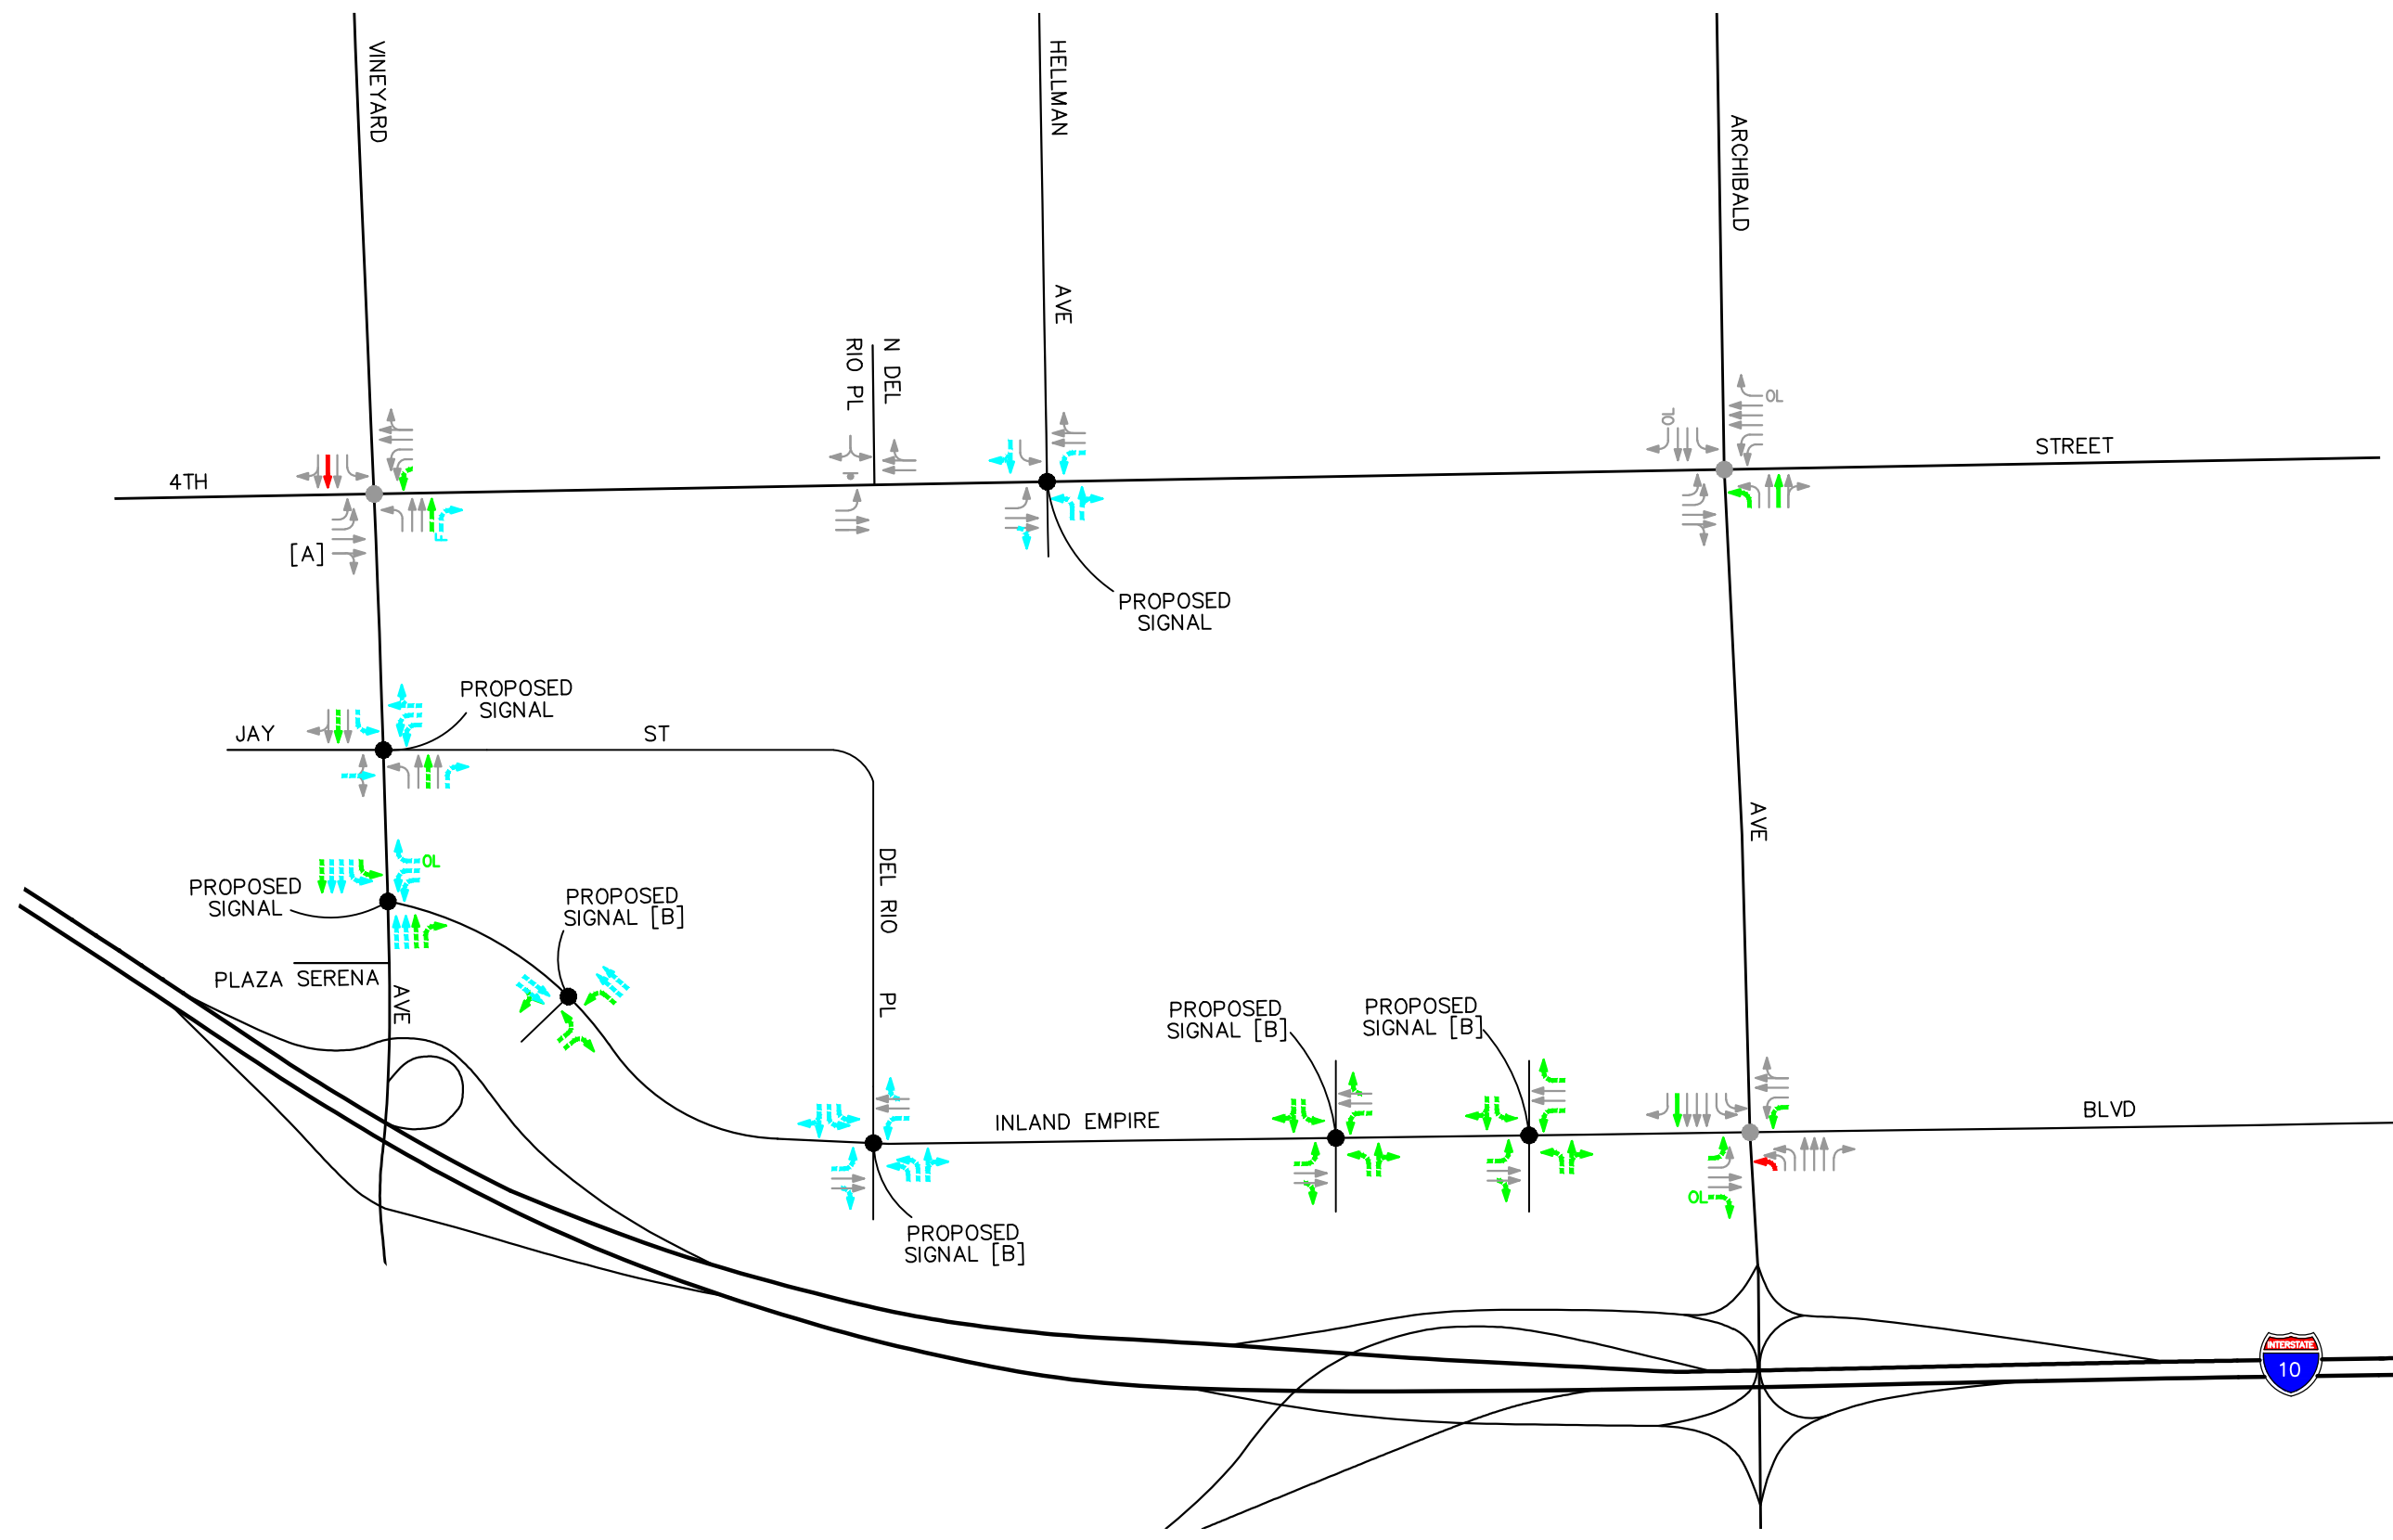 VINEYARD
HELLMAN
ARCHIBALD
AVE
N DEL
RIO PL
OL
OL
4TH
STREET
[A]
F
PROPOSED
SIGNAL
PROPOSED
SIGNAL
JAY
ST
AVE
OL
DEL RIO
PL
PROPOSED
SIGNAL
PROPOSED
SIGNAL [B]
PLAZA SERENA
AVE
PROPOSED
SIGNAL [B]
PROPOSED
SIGNAL [B]
INLAND EMPIRE
BLVD
OL
PROPOSED
SIGNAL [B]
INTERSTATE
10